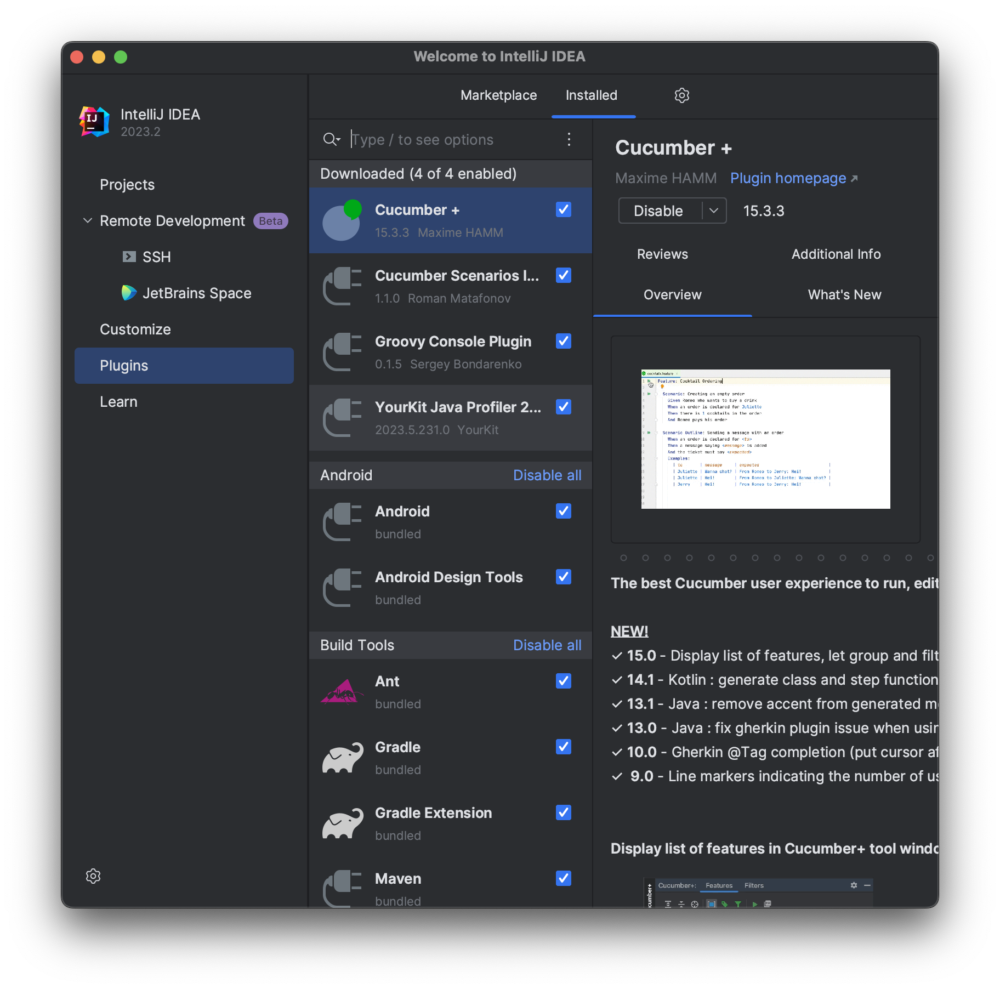 Welcome to IntelliJ IDEA
IJ
IntelliJ IDEA
2023.2
Projects
Remote Development Beta
SSH
JetBrains Space
Customize
Plugins
Learn
Marketplace Installed
Type / to see options
Downloaded (4 of 4 enabled)
Cucumber +
15.3.3 Maxime HAMM
Cucumber Scenarios I...
1.1.0 Roman Matafonov
Groovy Console Plugin
0.1.5 Sergey Bondarenko
YourKit Java Profiler 2...
2023.5.231.0 YourKit
Android Disable all
Android
bundled
Android Design Tools
bundled
Build Tools Disable all
Ant
bundled
Gradle
bundled
Gradle Extension
bundled
Maven
bundled
Cucumber +
Maxime HAMM Plugin homepage
Disable 15.3.3
Reviews Additional Info
Overview What's New
cocktails.feature
Feature: Cocktail Ordering
Scenario: Creating an empty order
Given Romeo who wants to buy a drink
When an order is declared for Juliette
Then there is 1 cocktails in the order
And Romeo pays his order
Scenario Outline: Sending a message with an order
When an order is declared for <to>
Then a message saying <message> is added
And the ticket must say <expected>
Examples:
| to | message | expected |
| Juliette | Wanna chat? | From Romeo to Jerry: Hei! |
| Juliette | Hei! | From Romeo to Juliette: Wanna chat? |
| Jerry | Hei! | From Romeo to Jerry: Hei! |
The best Cucumber user experience to run, edit
NEW!
✓ 15.0 - Display list of features, let group and filt
✓ 14.1 - Kotlin : generate class and step function
✓ 13.1 - Java : remove accent from generated m
✓ 13.0 - Java : fix gherkin plugin issue when usin
✓ 10.0 - Gherkin @Tag completion (put cursor af
✓ 9.0 - Line markers indicating the number of us
Display list of features in Cucumber+ tool windo
Cucumber+: Features Filters
cumber+